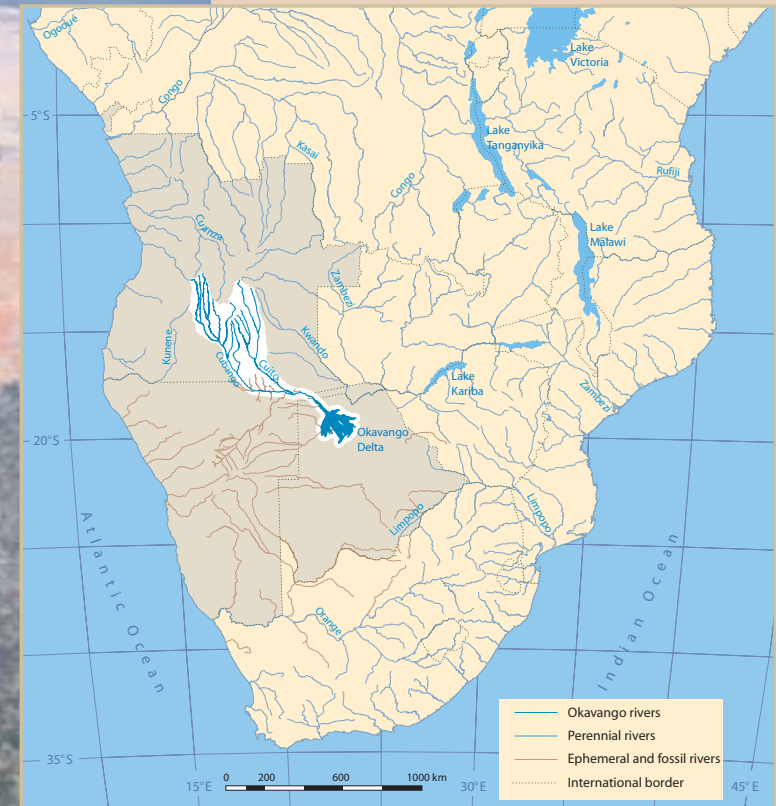 Ogooué
Lake
Victoria
Congo
5°S
Lake
Tanganyika
Kasai
Rufiji
Congo
Cuanza
Lake
Malawi
Zambezi
Kunene
Kwando
Cubango
Cuito
Lake
Kariba
Zambezi
20°S
Okavango
Delta
Limpopo
Limpopo
Atlantic Ocean
Indian Ocean
Orange
Okavango rivers
Perennial rivers
Ephemeral and fossil rivers
International border
35°S
15°E
0 200 600 1000 km
30°E
45°E